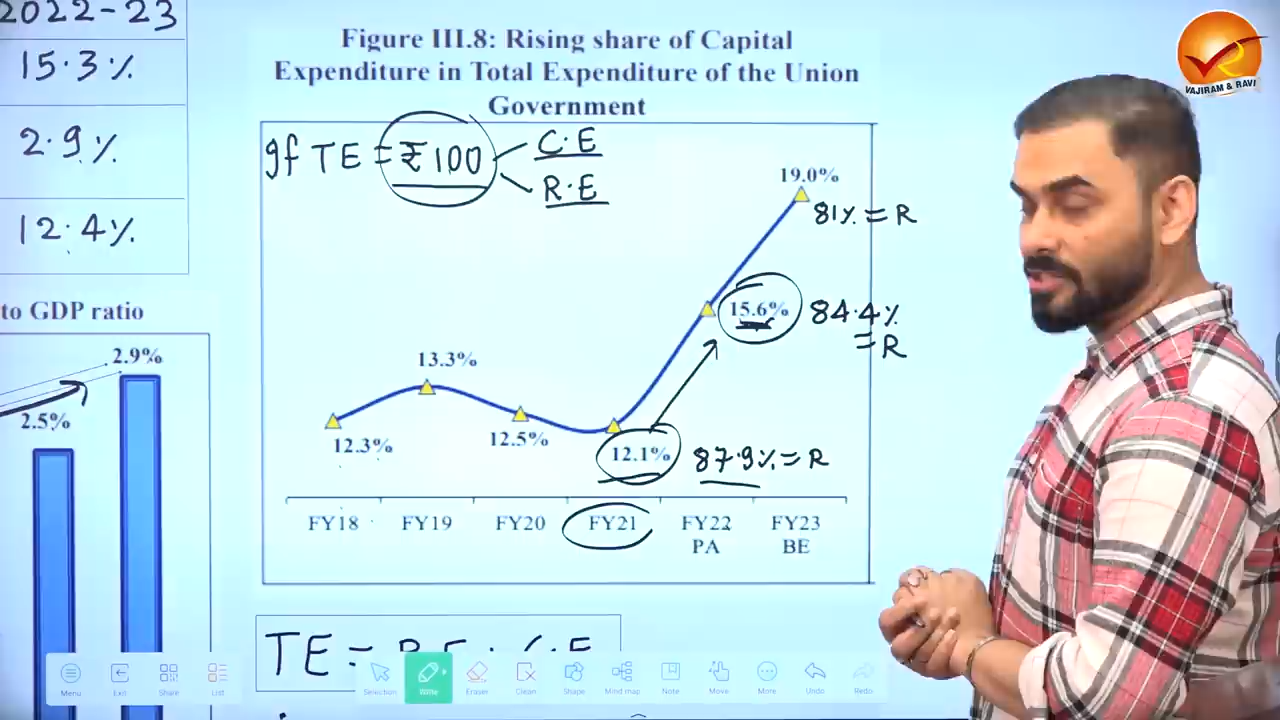 2022-23
15.3%
2.9%
12.4%
to GDP ratio
2.9%
2.5%
Figure III.8: Rising share of Capital
Expenditure in Total Expenditure of the Union
Government
If TE = ₹100
C.E
R.E
19.0%
81% = R
15.6%
84.4%
= R
13.3%
12.3%
12.5%
12.1%
87.9% = R
FY18 FY19 FY20 FY21 FY22 FY23
PA BE
TE = R.E + C.E
Menu Exit Share List Selection Write Eraser Clean Shape Mind map Note Move More Undo Redo
VAJIRAM & RAVI